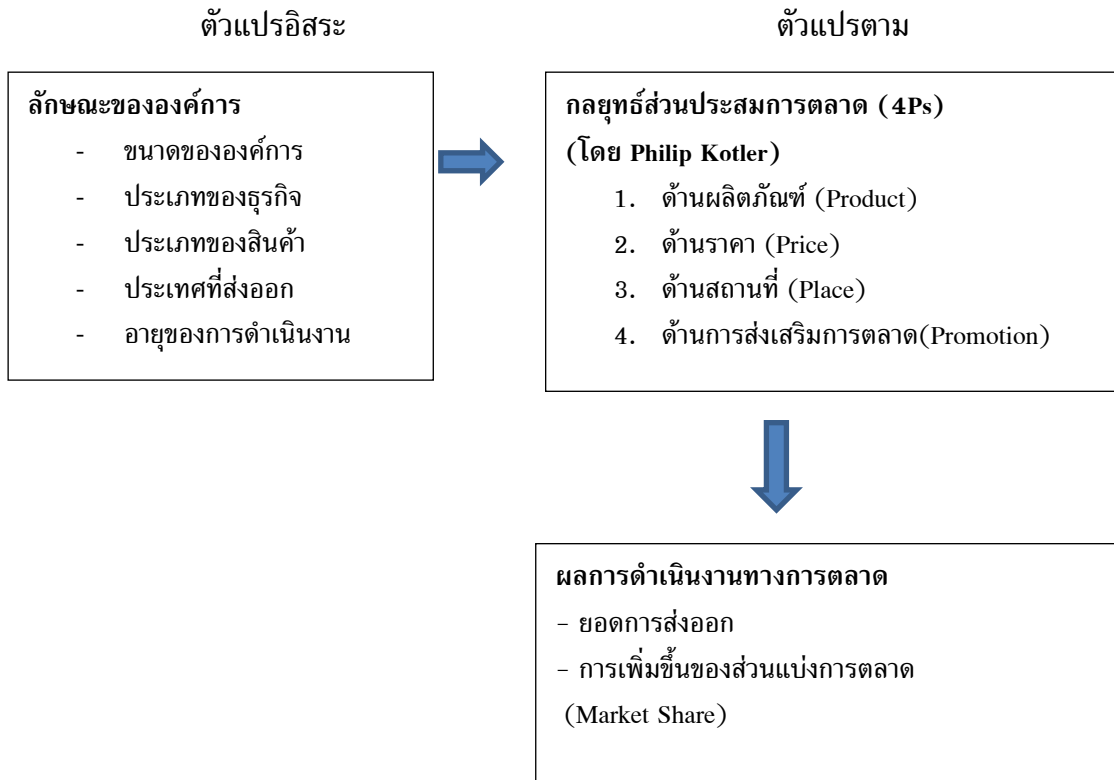 ตัวแปรอิสระ
ตัวแปรตาม
ลักษณะขององค์การ
- ขนาดขององค์การ
- ประเภทของธุรกิจ
- ประเภทของสินค้า
- ประเทศที่ส่งออก
- อายุของการดำเนินงาน
กลยุทธ์ส่วนประสมการตลาด (4Ps)
(โดย Philip Kotler)
1. ด้านผลิตภัณฑ์ (Product)
2. ด้านราคา (Price)
3. ด้านสถานที่ (Place)
4. ด้านการส่งเสริมการตลาด(Promotion)
ผลการดำเนินงานทางการตลาด
- ยอดการส่งออก
- การเพิ่มขึ้นของส่วนแบ่งการตลาด
(Market Share)